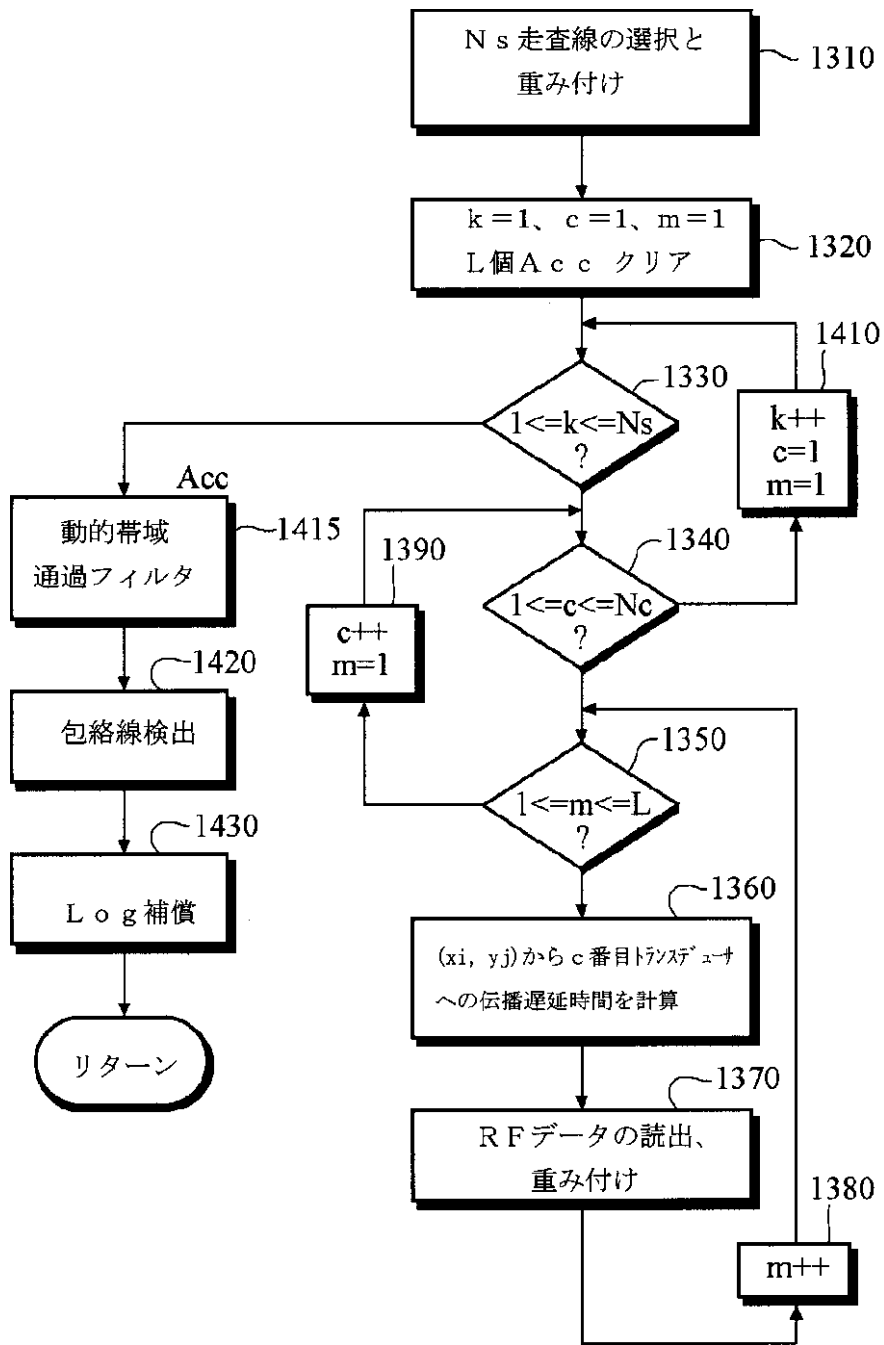 Ｎｓ走査線の選択と
重み付け
1310
ｋ＝1、ｃ＝1、ｍ＝1
Ｌ個Ａｃｃ クリア
1320
1330
1<=k<=Ns
?
1410
k++
c=1
m=1
Acc
動的帯域
通過フィルタ
1415
1390
c++
m=1
1340
1<=c<=Nc
?
1420
包絡線検出
1350
1<=m<=L
?
1430
Ｌｏｇ補償
1360
(xi, yj)からｃ番目ﾄﾗﾝｽﾃﾞｭｰｻ
への伝播遅延時間を計算
リターン
1370
ＲＦデータの読出、
重み付け
1380
m++